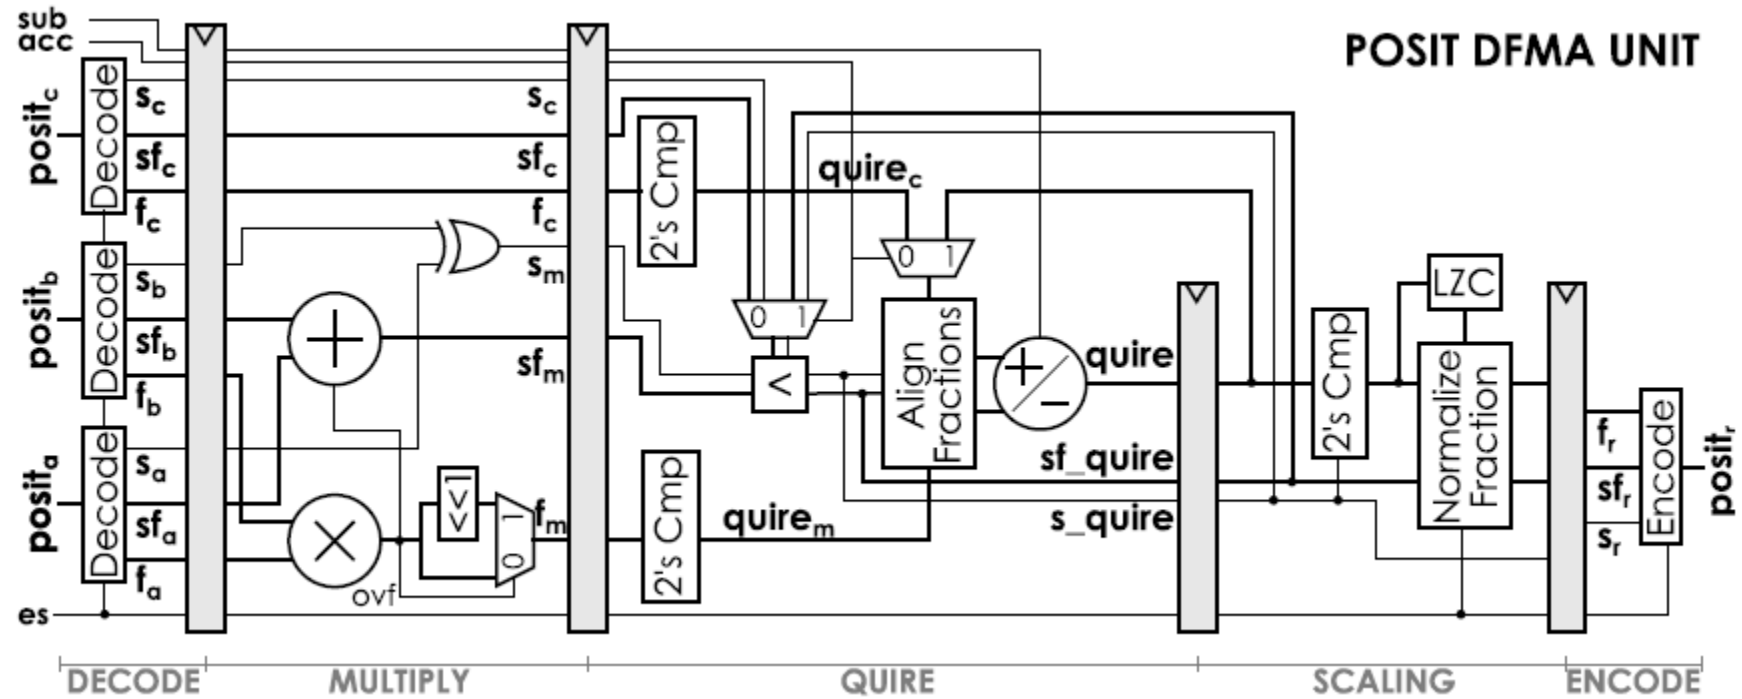 sub
acc
POSIT DFMA UNIT
posit_c
Decode
s_c
sf_c
f_c
s_c
sf_c
f_c
2's Cmp
quire_c
0 1
posit_b
Decode
s_b
sf_b
f_b
s_m
sf_m
+
0 1
<
Align
Fractions
+
−
quire
sf_quire
s_quire
2's Cmp
LZC
Normalize
Fraction
posit_a
Decode
s_a
sf_a
f_a
×
ovf
<<1
1
0
f_m
2's Cmp
quire_m
f_r
sf_r
s_r
Encode
posit_r
es
DECODE
MULTIPLY
QUIRE
SCALING
ENCODE